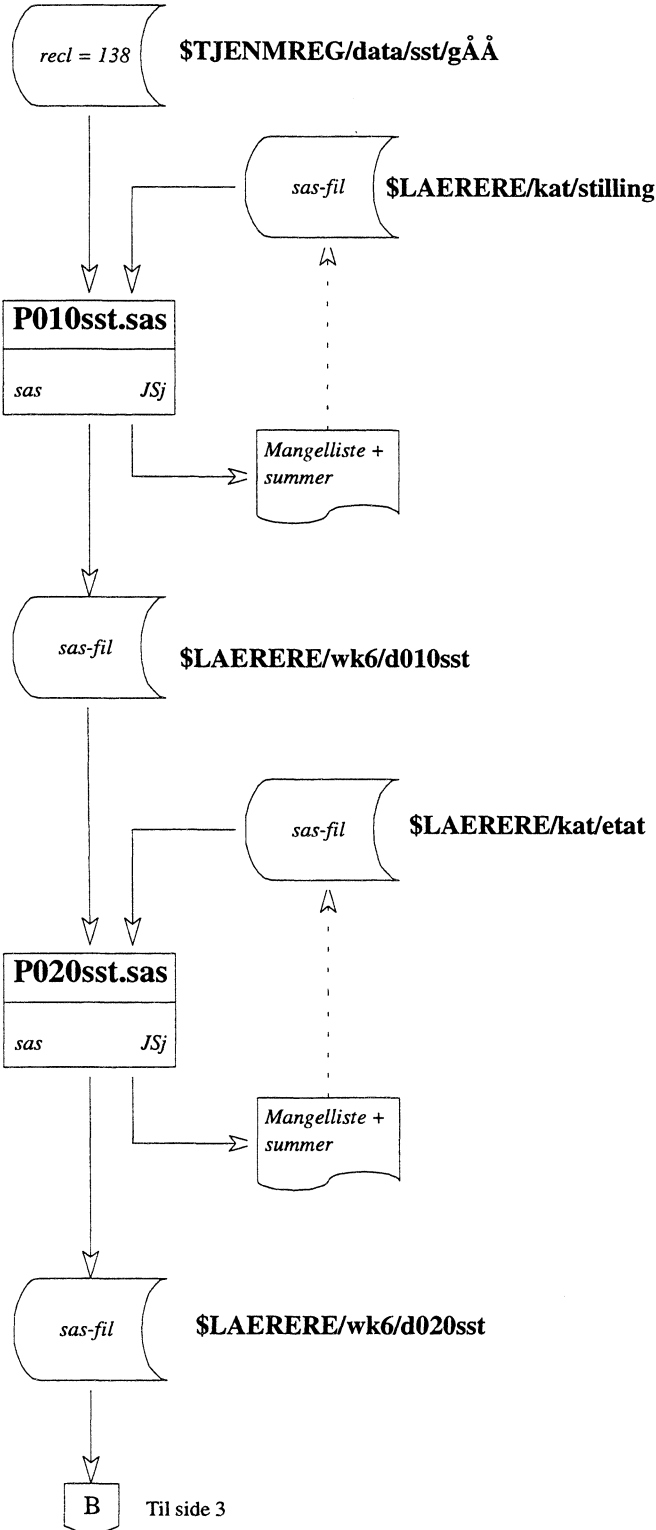 recl = 138 $TJENMREG/data/sst/gÅÅ
sas-fil $LAERERE/kat/stilling
P010sst.sas
sas JSj
Mangelliste +
summer
sas-fil $LAERERE/wk6/d010sst
sas-fil $LAERERE/kat/etat
P020sst.sas
sas JSj
Mangelliste +
summer
sas-fil $LAERERE/wk6/d020sst
B Til side 3